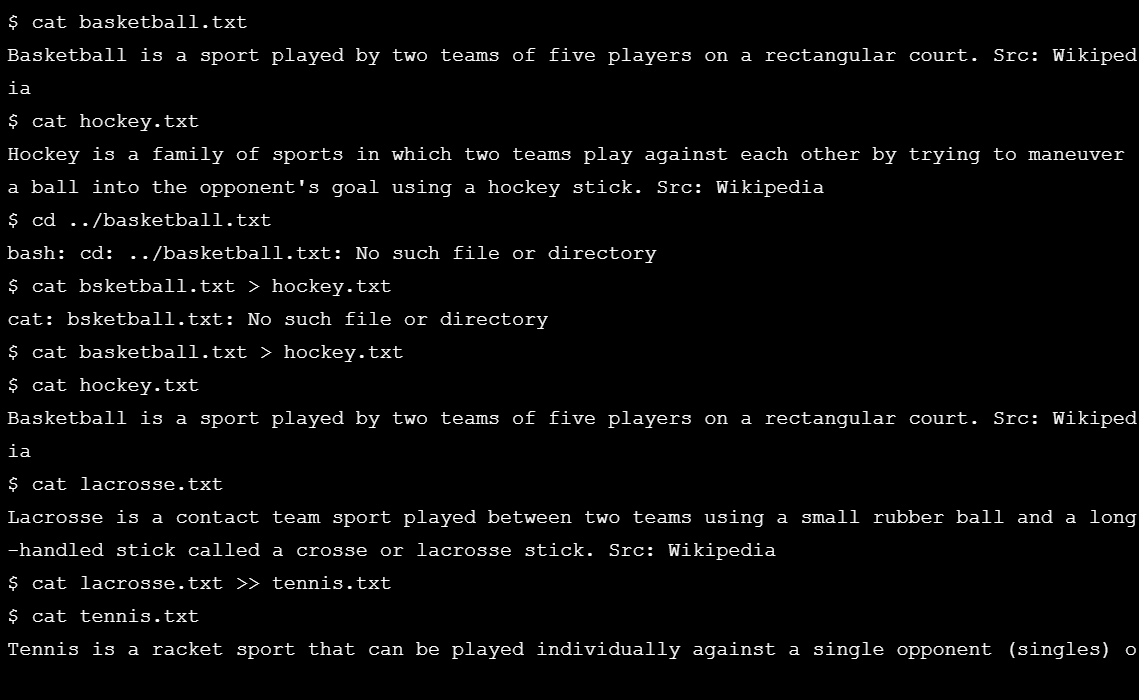 $ cat basketball.txt
Basketball is a sport played by two teams of five players on a rectangular court. Src: Wikiped
ia
$ cat hockey.txt
Hockey is a family of sports in which two teams play against each other by trying to maneuver
a ball into the opponent's goal using a hockey stick. Src: Wikipedia
$ cd ../basketball.txt
bash: cd: ../basketball.txt: No such file or directory
$ cat bsketball.txt > hockey.txt
cat: bsketball.txt: No such file or directory
$ cat basketball.txt > hockey.txt
$ cat hockey.txt
Basketball is a sport played by two teams of five players on a rectangular court. Src: Wikiped
ia
$ cat lacrosse.txt
Lacrosse is a contact team sport played between two teams using a small rubber ball and a long
-handled stick called a crosse or lacrosse stick. Src: Wikipedia
$ cat lacrosse.txt >> tennis.txt
$ cat tennis.txt
Tennis is a racket sport that can be played individually against a single opponent (singles) o